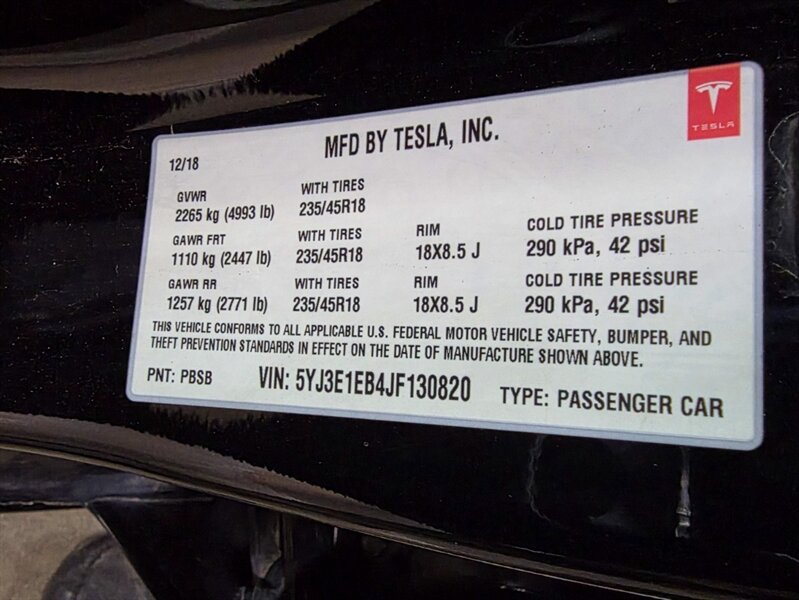 TESLA
MFD BY TESLA, INC.
12/18
GVWR WITH TIRES
2265 kg (4993 lb) 235/45R18
GAWR FRT WITH TIRES RIM COLD TIRE PRESSURE
1110 kg (2447 lb) 235/45R18 18X8.5 J 290 kPa, 42 psi
GAWR RR WITH TIRES RIM COLD TIRE PRESSURE
1257 kg (2771 lb) 235/45R18 18X8.5 J 290 kPa, 42 psi
THIS VEHICLE CONFORMS TO ALL APPLICABLE U.S. FEDERAL MOTOR VEHICLE SAFETY, BUMPER, AND
THEFT PREVENTION STANDARDS IN EFFECT ON THE DATE OF MANUFACTURE SHOWN ABOVE.
PNT: PBSB VIN: 5YJ3E1EB4JF130820 TYPE: PASSENGER CAR